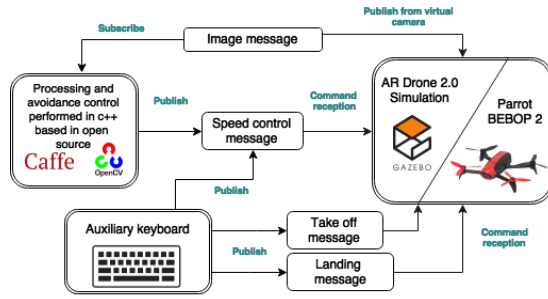 Publish from virtual
camera
Subscribe
Image message
Processing and
avoidance control
performed in c++
based in open
source
Caffe
OpenCV
Publish
Speed control
message
Command
reception
AR Drone 2.0
Simulation
GAZEBO
Parrot
BEBOP 2
Publish
Auxiliary keyboard
Take off
message
Publish
Landing
message
Command
reception